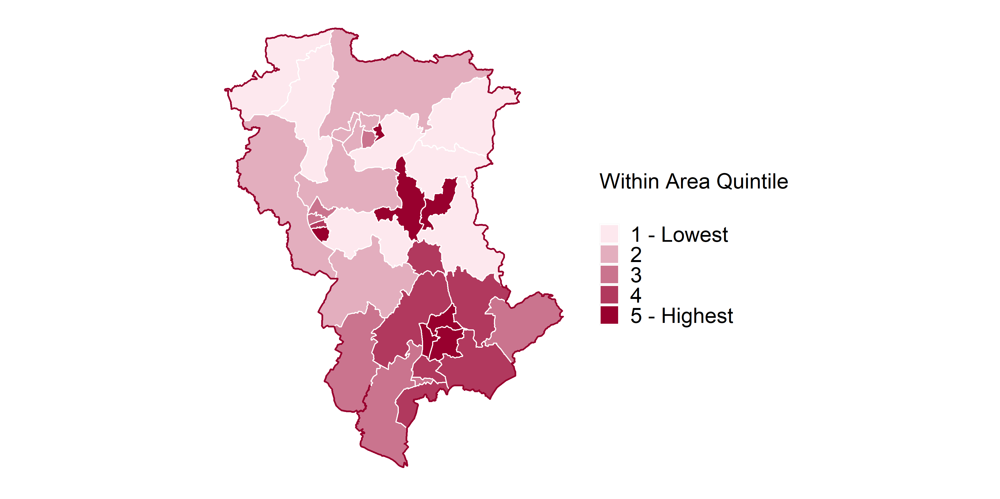 Within Area Quintile
1 - Lowest
2
3
4
5 - Highest